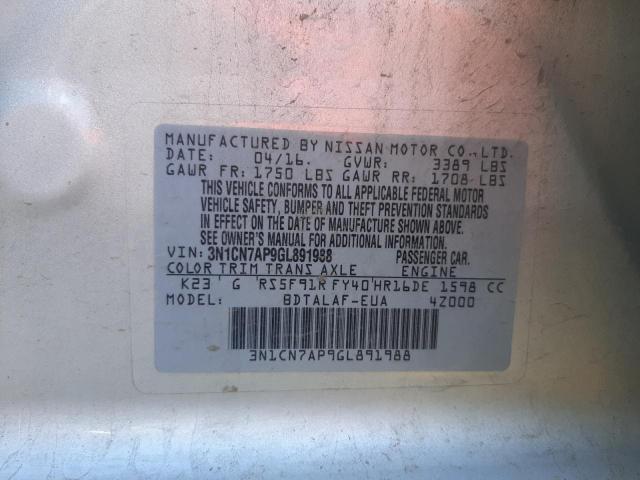 MANUFACTURED BY NISSAN MOTOR CO., LTD.
DATE: 04/16. GVWR: 3389 LBS
GAWR FR: 1750 LBS GAWR RR: 1708 LBS
THIS VEHICLE CONFORMS TO ALL APPLICABLE FEDERAL MOTOR
VEHICLE SAFETY, BUMPER AND THEFT PREVENTION STANDARDS
IN EFFECT ON THE DATE OF MANUFACTURE SHOWN ABOVE.
SEE OWNER'S MANUAL FOR ADDITIONAL INFORMATION.
VIN: 3N1CN7AP9GL891988 PASSENGER CAR.
COLOR TRIM TRANS AXLE ENGINE
K23 ' G RS5F91R FY40 HR16DE 1598 CC
MODEL: BDTALAF-EUA 4Z000
3N1CN7AP9GL891988